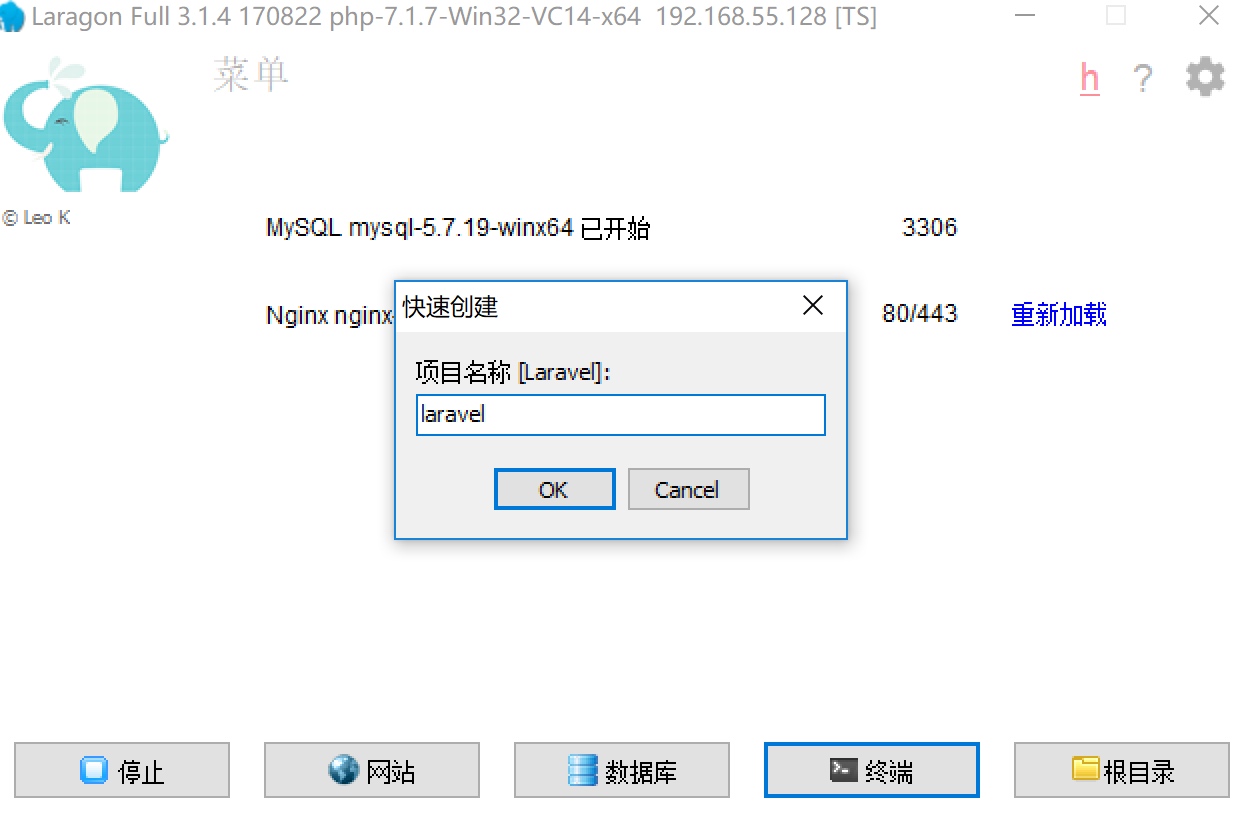 Laragon Full 3.1.4 170822 php-7.1.7-Win32-VC14-x64 192.168.55.128 [TS]
菜单
h ?
© Leo K
MySQL mysql-5.7.19-winx64 已开始 3306
Nginx nginx- 80/443 重新加载
快速创建
项目名称 [Laravel]:
laravel
OK Cancel
停止 网站 数据库 终端 根目录